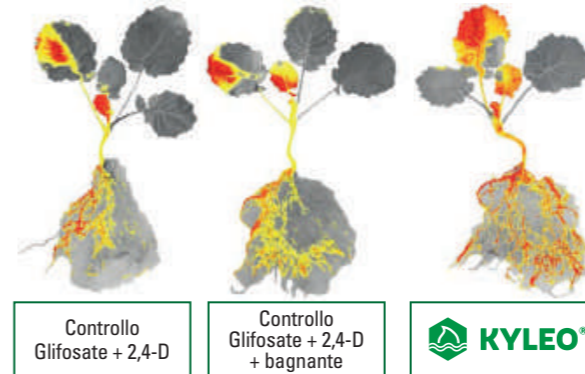 Controllo
Glifosate + 2,4-D
Controllo
Glifosate + 2,4-D
+ bagnante
KYLEO®